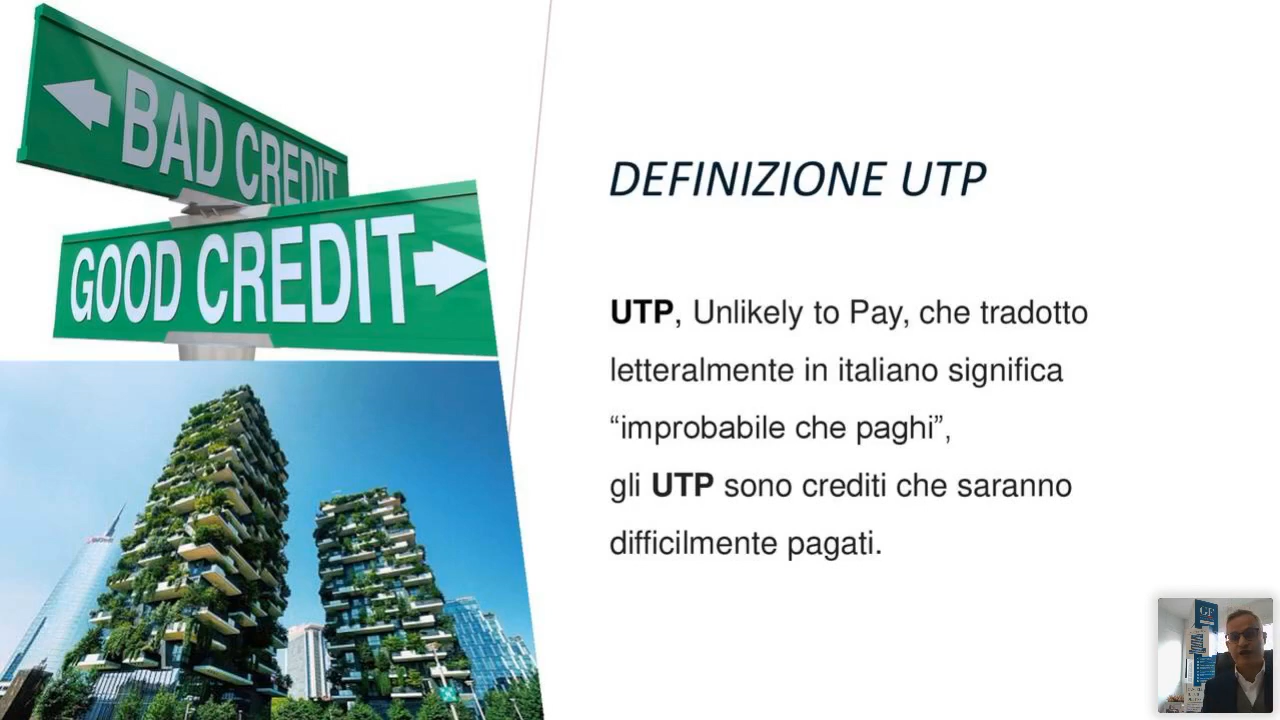 BAD CREDIT
GOOD CREDIT
DEFINIZIONE UTP
UTP, Unlikely to Pay, che tradotto
letteralmente in italiano significa
“improbabile che paghi”,
gli UTP sono crediti che saranno
difficilmente pagati.
GF